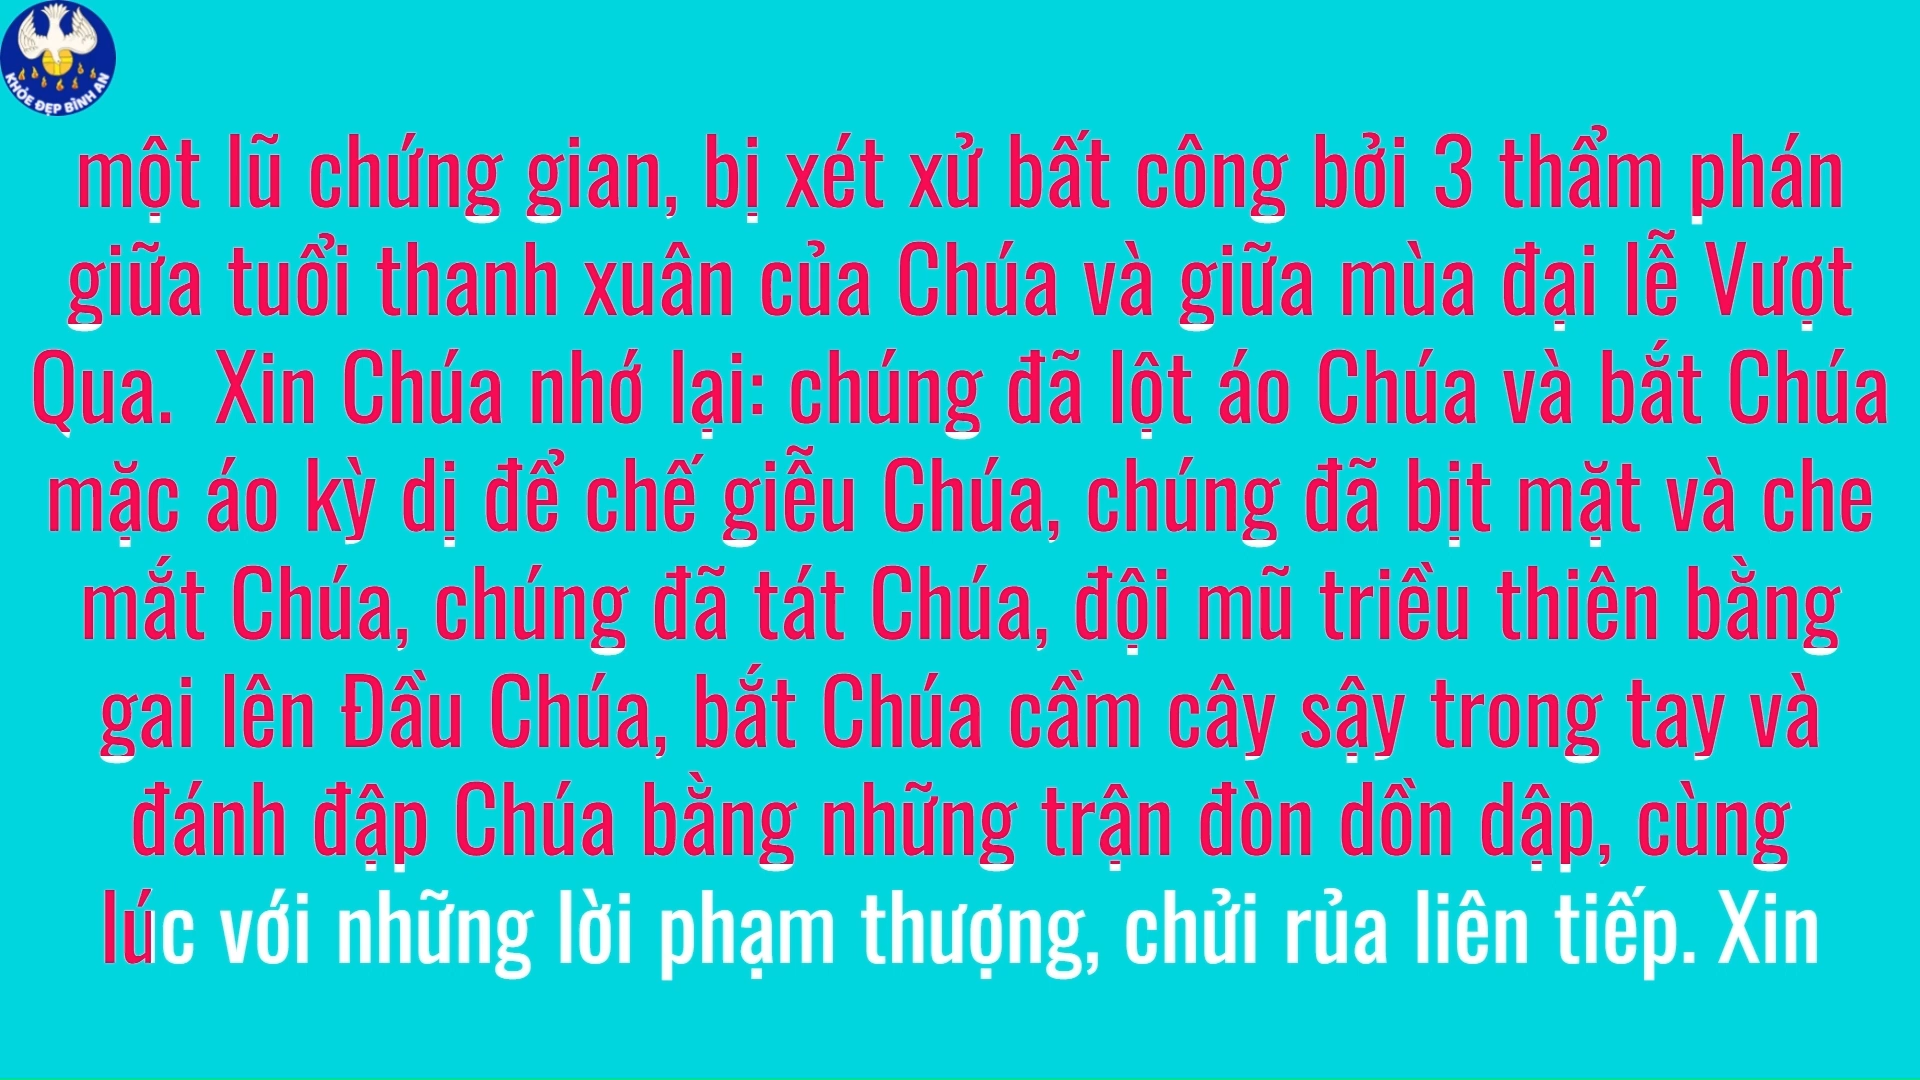 KHỎE ĐẸP BÌNH AN
một lũ chứng gian, bị xét xử bất công bởi 3 thẩm phán
giữa tuổi thanh xuân của Chúa và giữa mùa đại lễ Vượt
Qua.  Xin Chúa nhớ lại: chúng đã lột áo Chúa và bắt Chúa
mặc áo kỳ dị để chế giễu Chúa, chúng đã bịt mặt và che
mắt Chúa, chúng đã tát Chúa, đội mũ triều thiên bằng
gai lên Đầu Chúa, bắt Chúa cầm cây sậy trong tay và
đánh đập Chúa bằng những trận đòn dồn dập, cùng
lúc với những lời phạm thượng, chửi rủa liên tiếp. Xin